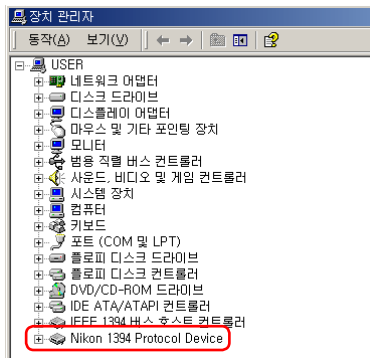 장치 관리자
동작(A) 보기(V)
USER
네트워크 어댑터
디스크 드라이브
디스플레이 어댑터
마우스 및 기타 포인팅 장치
모니터
범용 직렬 버스 컨트롤러
사운드, 비디오 및 게임 컨트롤러
시스템 장치
컴퓨터
키보드
포트 (COM 및 LPT)
플로피 디스크 드라이브
플로피 디스크 컨트롤러
DVD/CD-ROM 드라이브
IDE ATA/ATAPI 컨트롤러
IEEE 1394 버스 호스트 컨트롤러
Nikon 1394 Protocol Device